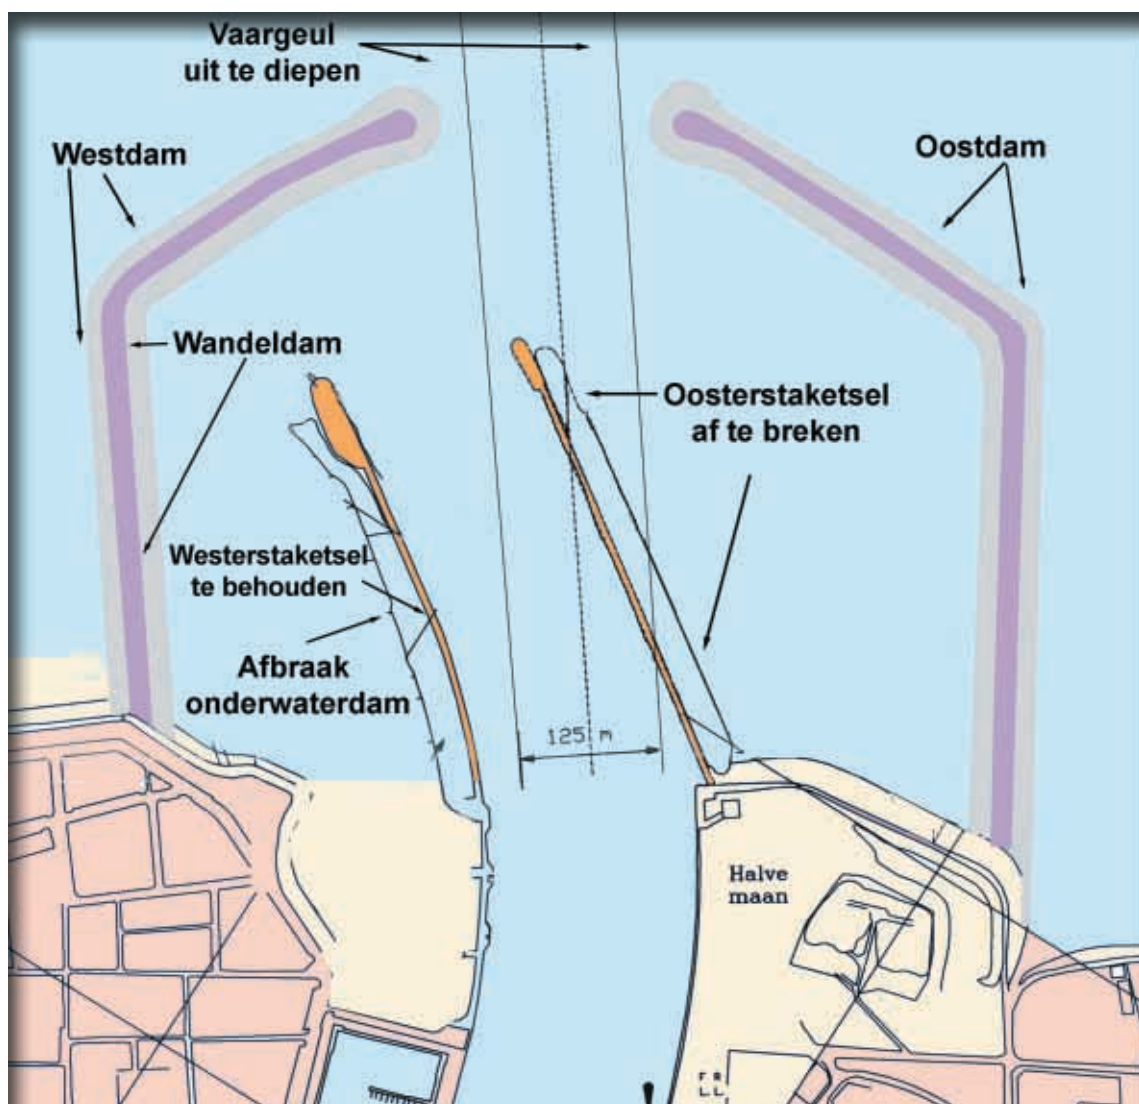 Vaargeul
uit te diepen
Westdam
Oostdam
Wandeldam
Oosterstaketsel
af te breken
Westerstaketsel
te behouden
Afbraak
onderwaterdam
125 m
Halve
maan
F R
L L